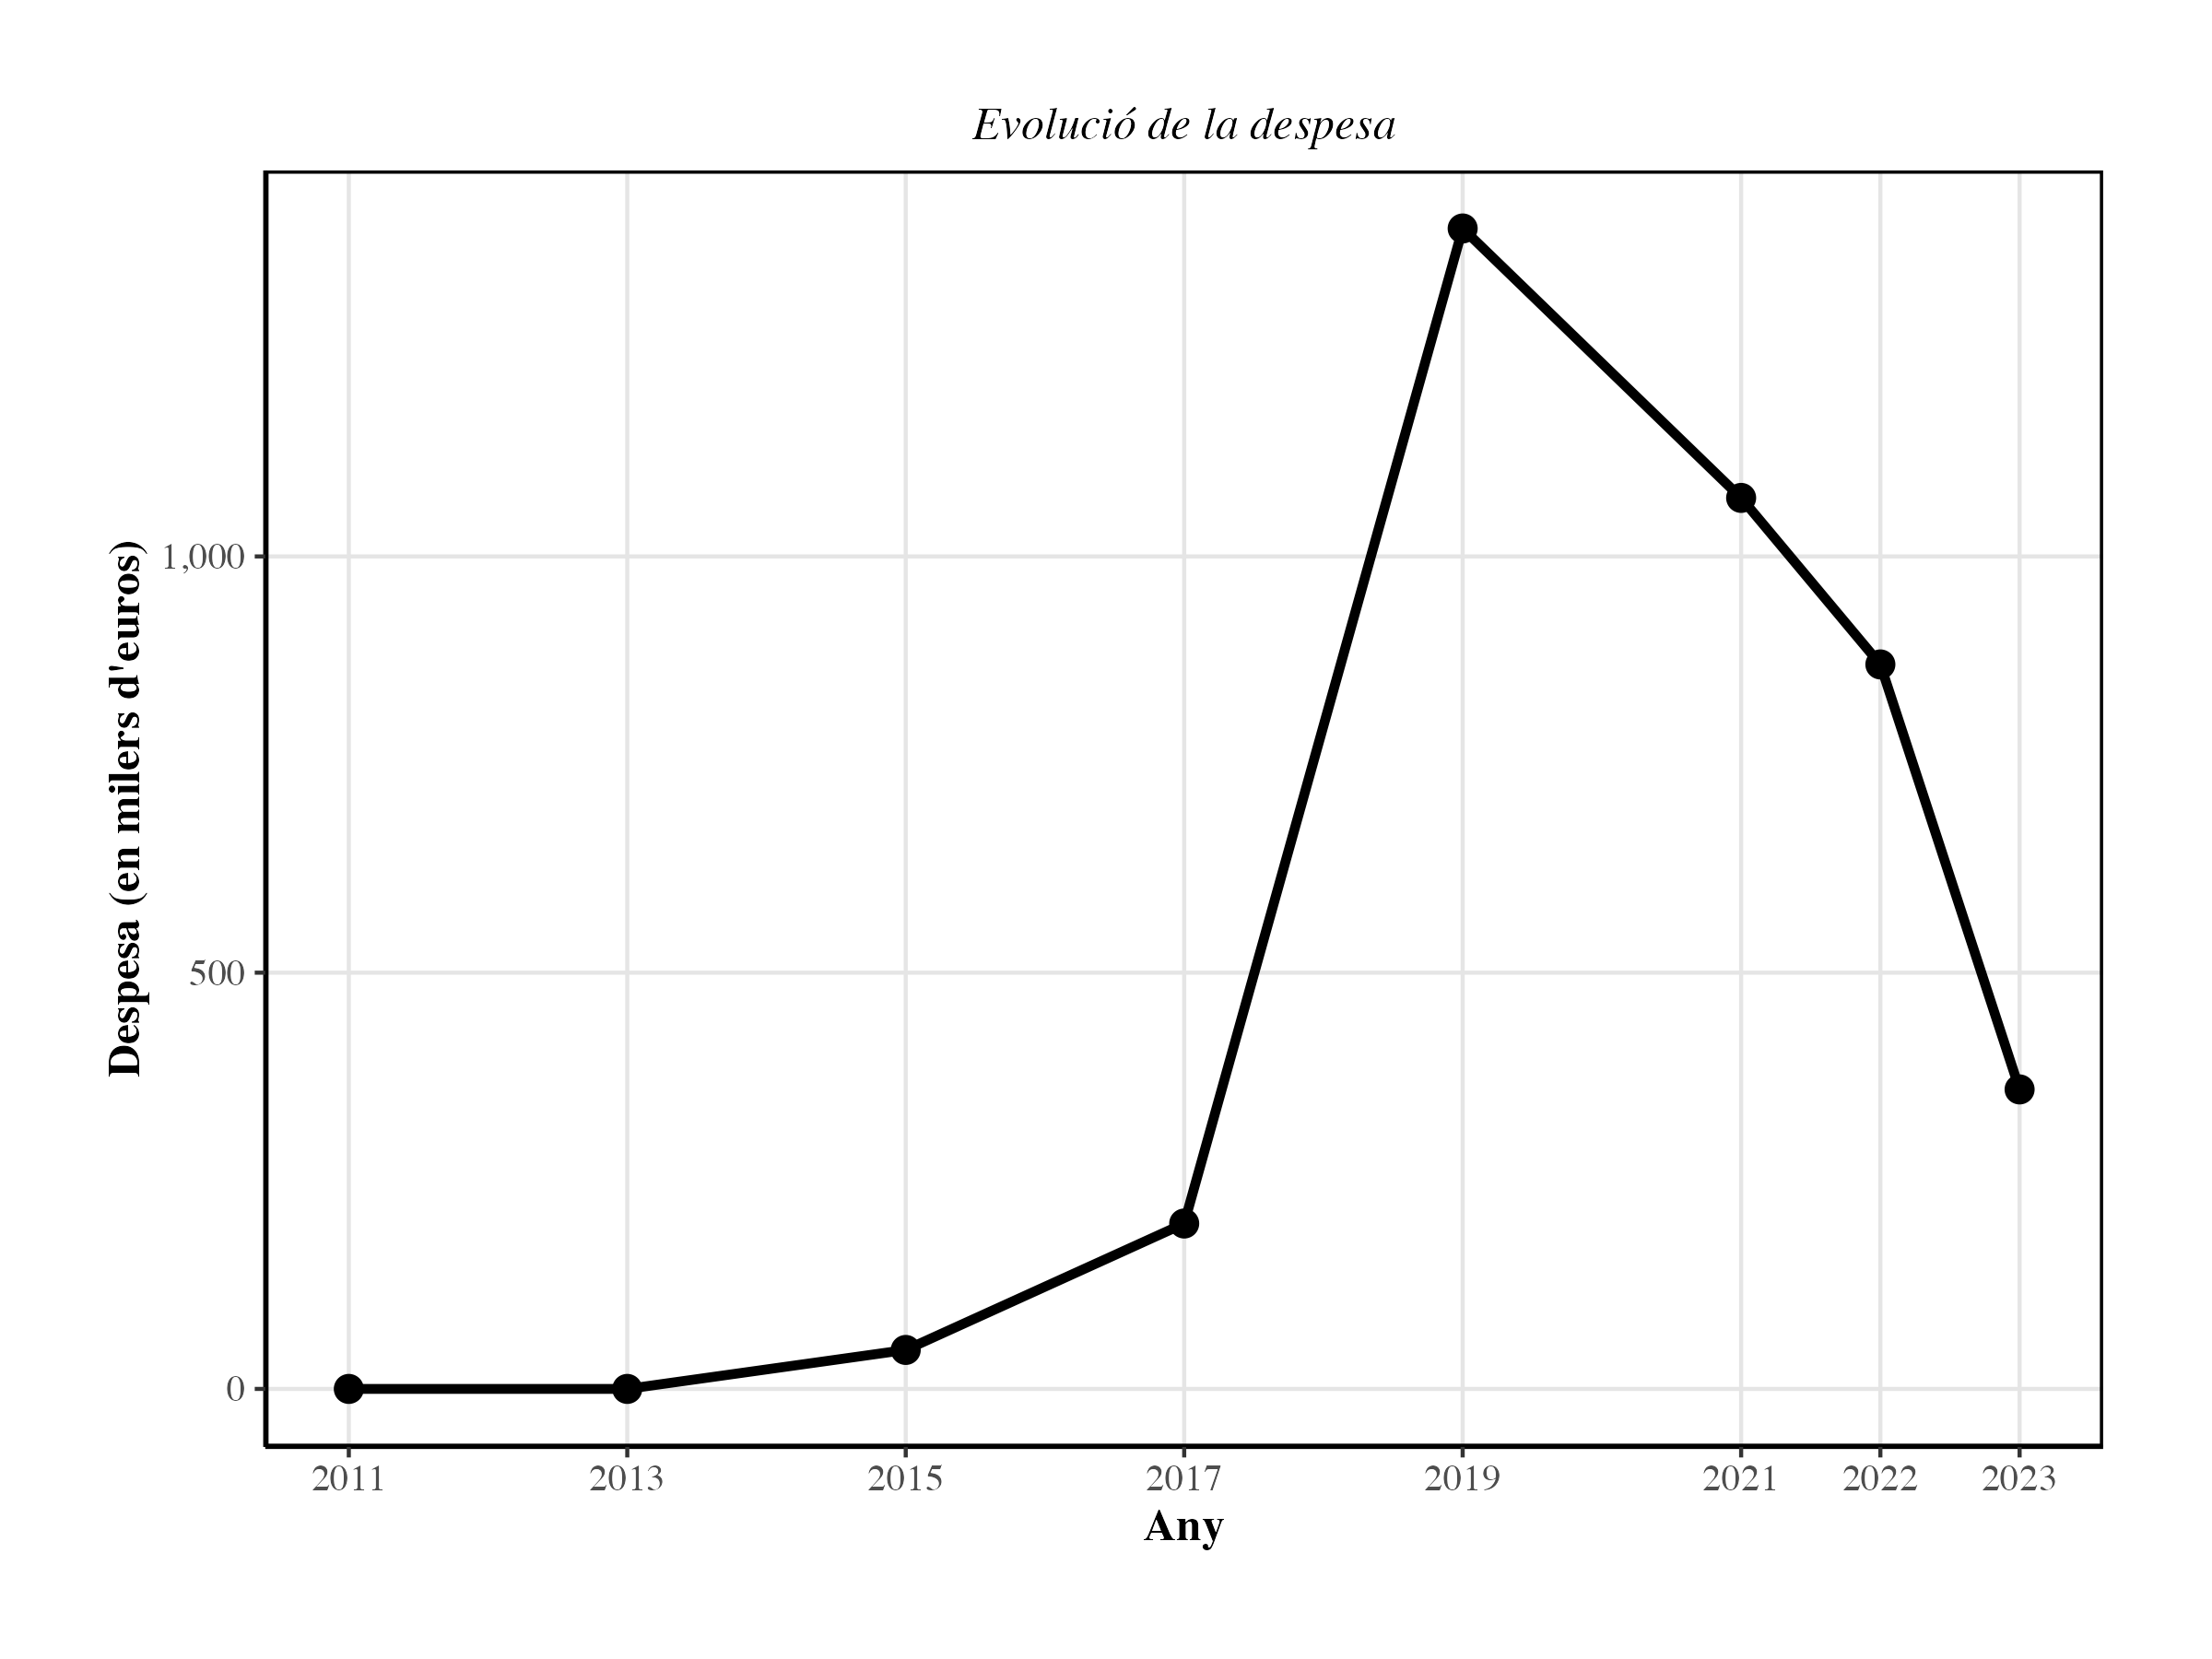 Evolució de la despesa
Despesa (en milers d'euros)
1,000
500
0
2011 2013 2015 2017 2019 2021 2022 2023
Any